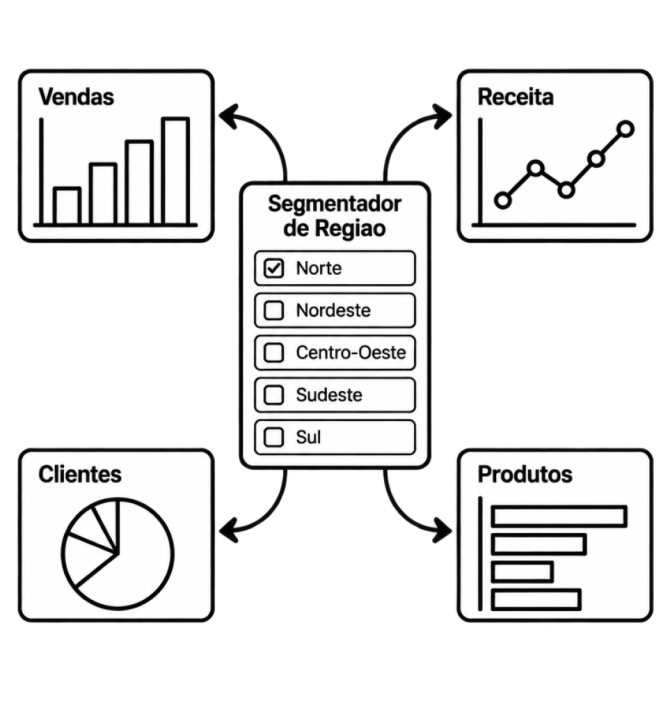 Vendas
Receita
Segmentador
de Regiao
Norte
Nordeste
Centro-Oeste
Sudeste
Sul
Clientes
Produtos